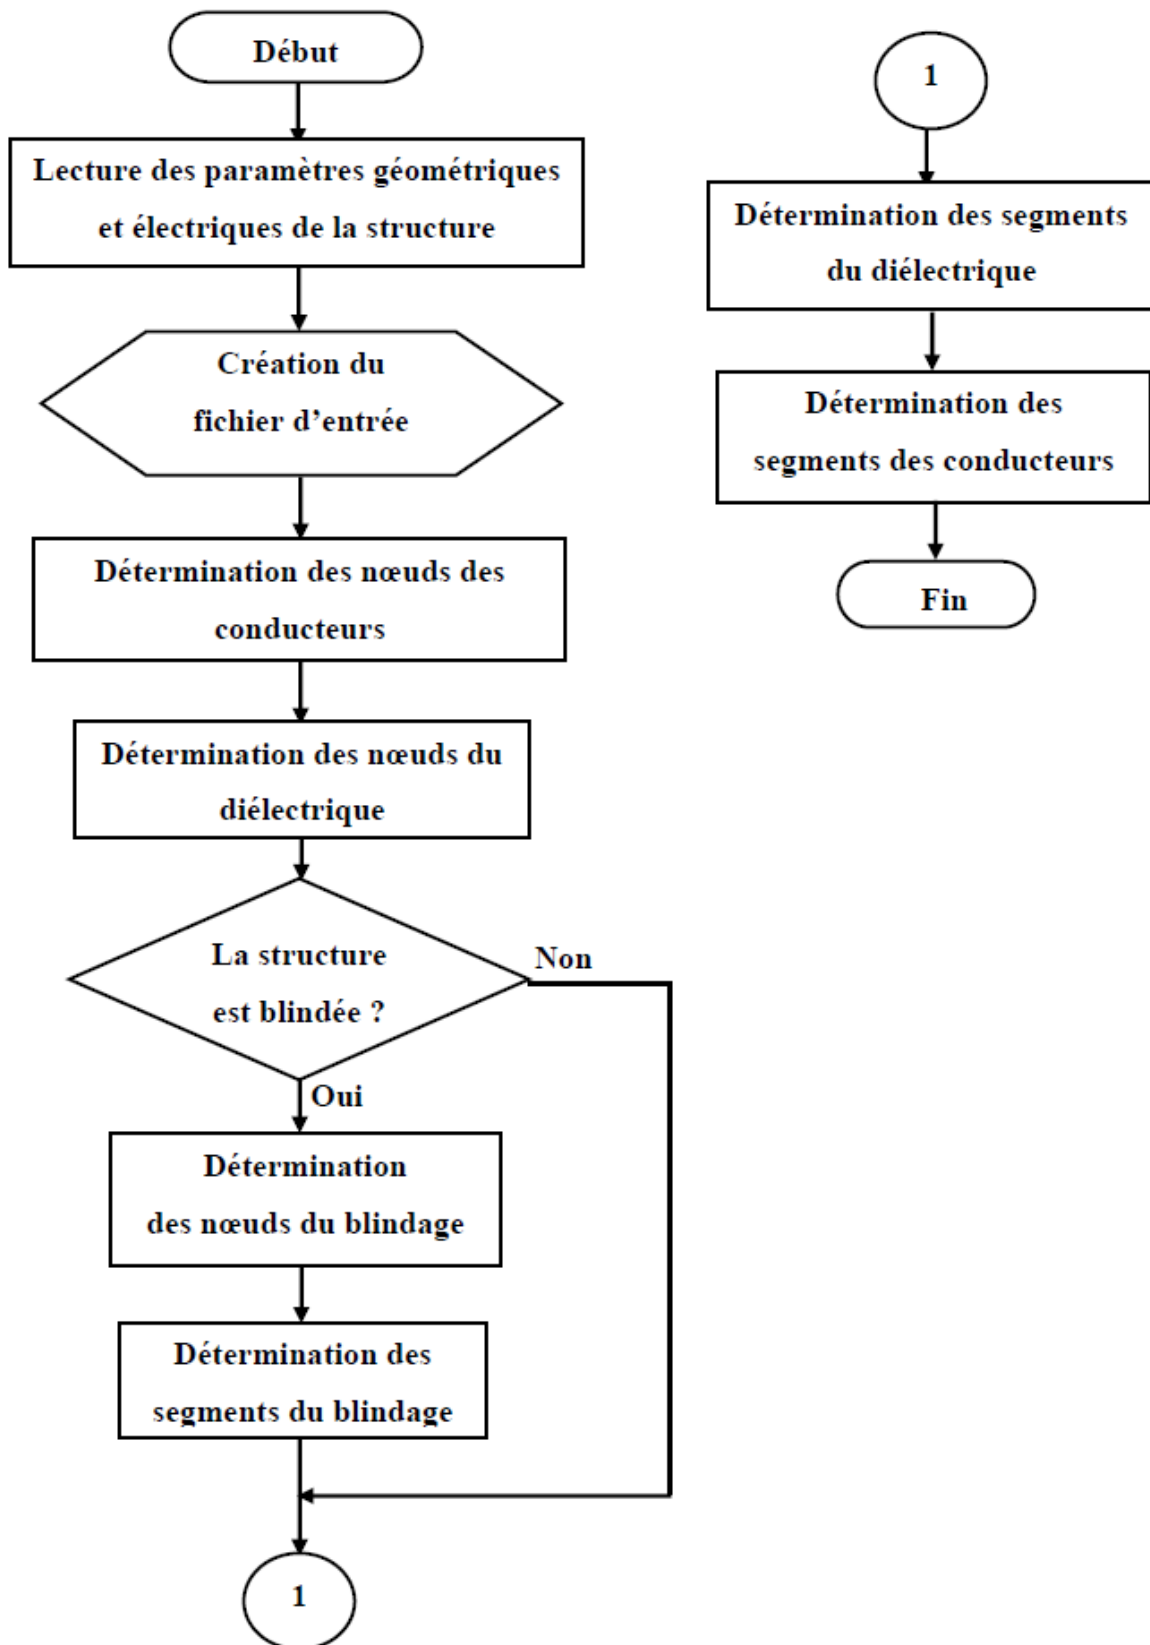 Début
Lecture des paramètres géométriques
et électriques de la structure
Création du
fichier d’entrée
Détermination des nœuds des
conducteurs
Détermination des nœuds du
diélectrique
La structure
est blindée ?
Non
Oui
Détermination
des nœuds du blindage
Détermination des
segments du blindage
1
1
Détermination des segments
du diélectrique
Détermination des
segments des conducteurs
Fin